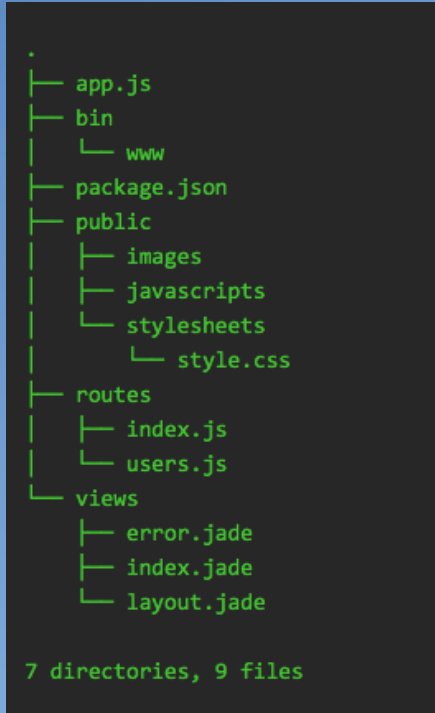 .
├── app.js
├── bin
│   └── www
├── package.json
├── public
│   ├── images
│   ├── javascripts
│   └── stylesheets
│       └── style.css
├── routes
│   ├── index.js
│   └── users.js
└── views
    ├── error.jade
    ├── index.jade
    └── layout.jade

7 directories, 9 files